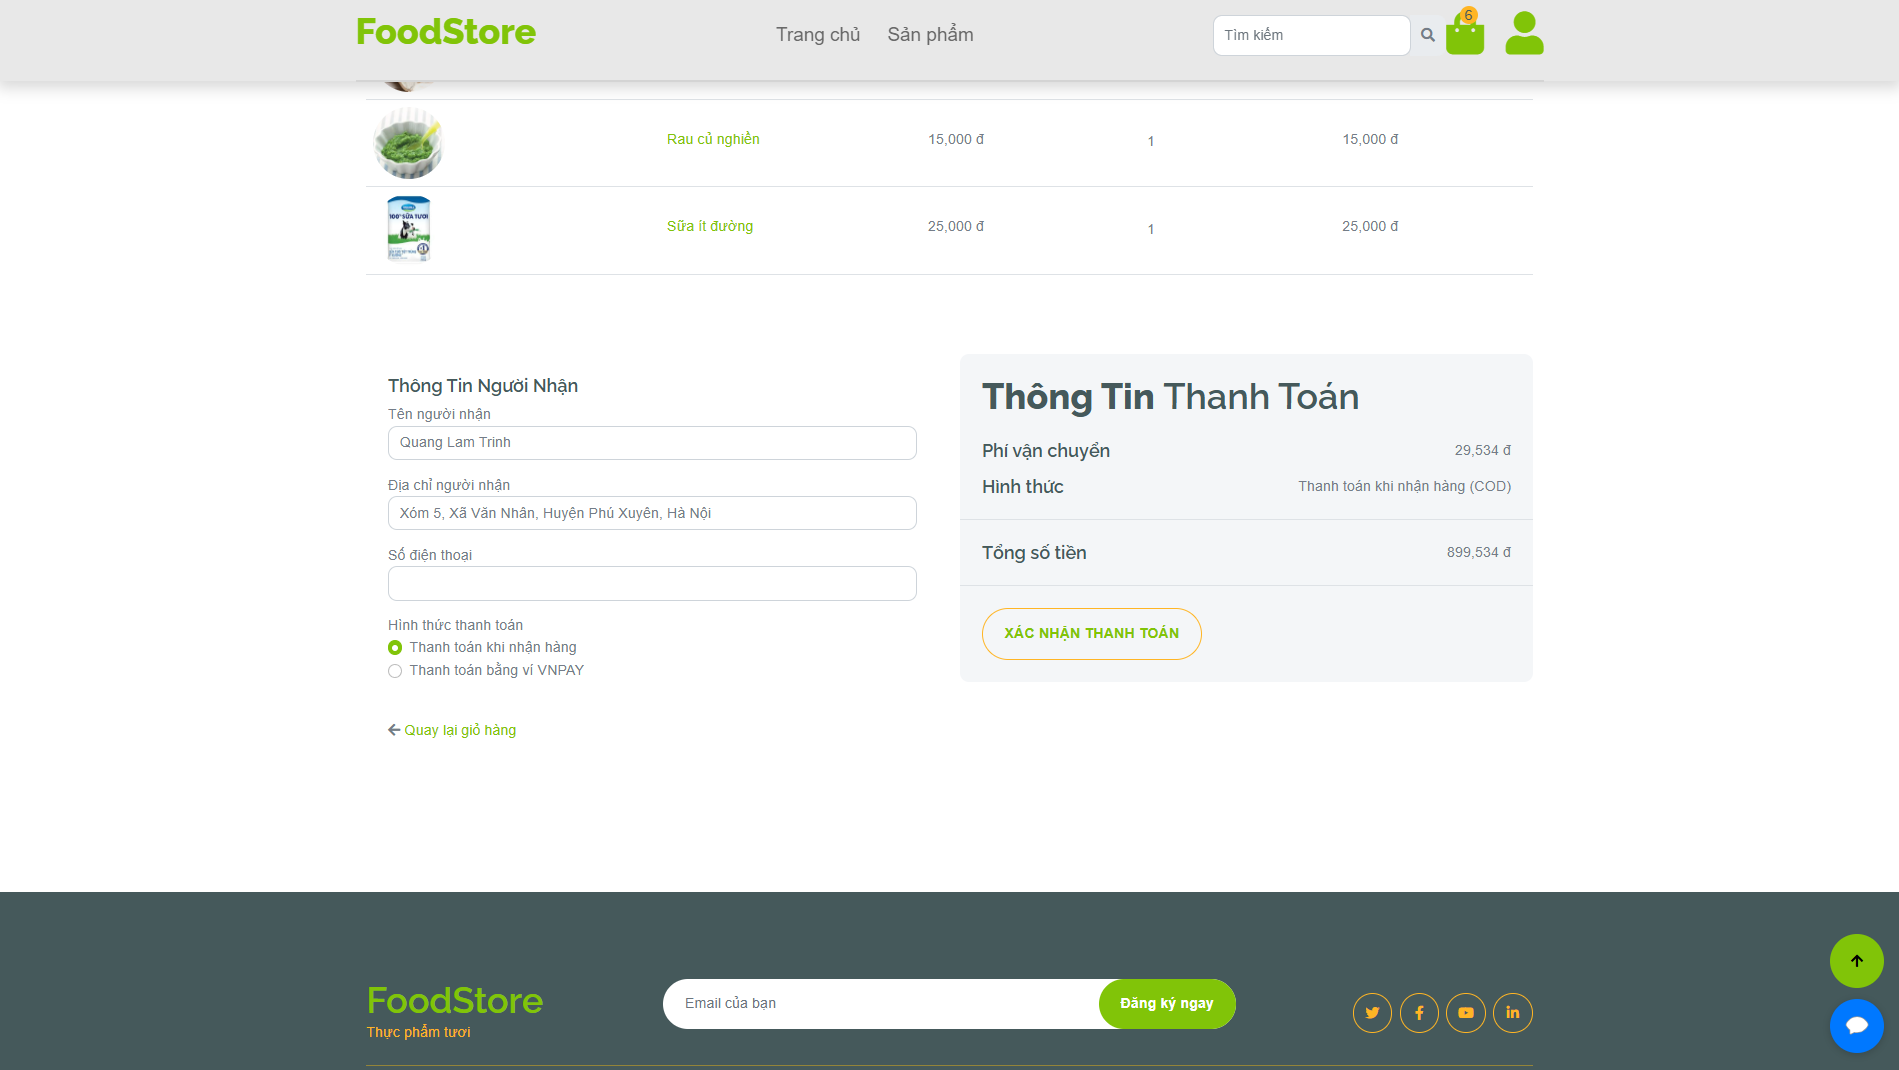 FoodStore
Trang chủ
Sản phẩm
Tìm kiếm
6
Rau củ nghiền
15,000 đ
1
15,000 đ
100% SỮA TƯƠI
Sữa ít đường
25,000 đ
1
25,000 đ
Thông Tin Người Nhận
Tên người nhận
Quang Lam Trinh
Địa chỉ người nhận
Xóm 5, Xã Văn Nhân, Huyện Phú Xuyên, Hà Nội
Số điện thoại
Hình thức thanh toán
Thanh toán khi nhận hàng
Thanh toán bằng ví VNPAY
Quay lại giỏ hàng
Thông Tin Thanh Toán
Phí vận chuyển
29,534 đ
Hình thức
Thanh toán khi nhận hàng (COD)
Tổng số tiền
899,534 đ
XÁC NHẬN THANH TOÁN
FoodStore
Thực phẩm tươi
Email của bạn
Đăng ký ngay